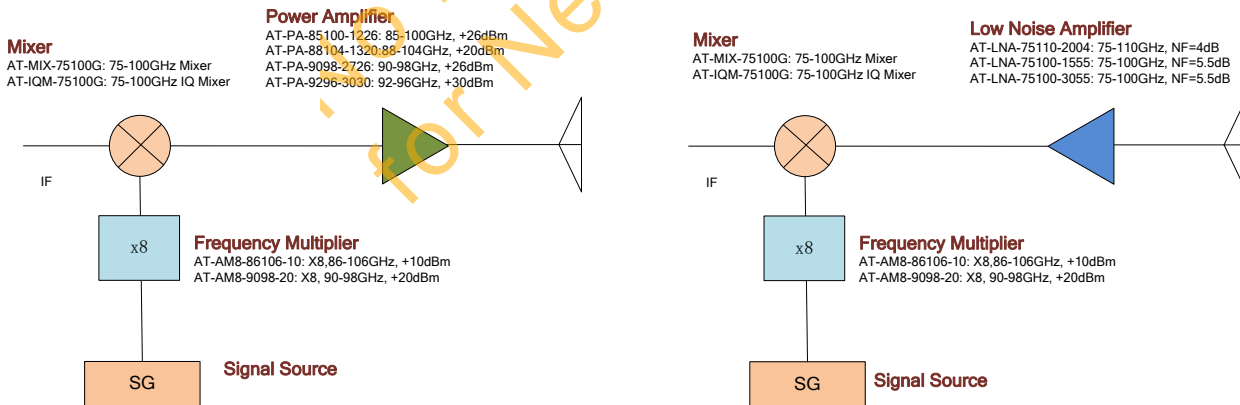 Power Amplifier
AT-PA-85100-1226: 85-100GHz, +26dBm
AT-PA-88104-1320:88-104GHz, +20dBm
AT-PA-9098-2726: 90-98GHz, +26dBm
AT-PA-9296-3030: 92-96GHz, +30dBm
Mixer
AT-MIX-75100G: 75-100GHz Mixer
AT-IQM-75100G: 75-100GHz IQ Mixer
IF
x8
Frequency Multiplier
AT-AM8-86106-10: X8,86-106GHz, +10dBm
AT-AM8-9098-20: X8, 90-98GHz, +20dBm
SG
Signal Source
Mixer
AT-MIX-75100G: 75-100GHz Mixer
AT-IQM-75100G: 75-100GHz IQ Mixer
Low Noise Amplifier
AT-LNA-75110-2004: 75-110GHz, NF=4dB
AT-LNA-75100-1555: 75-100GHz, NF=5.5dB
AT-LNA-75100-3055: 75-100GHz, NF=5.5dB
IF
x8
Frequency Multiplier
AT-AM8-86106-10: X8,86-106GHz, +10dBm
AT-AM8-9098-20: X8, 90-98GHz, +20dBm
SG
Signal Source
for Ne